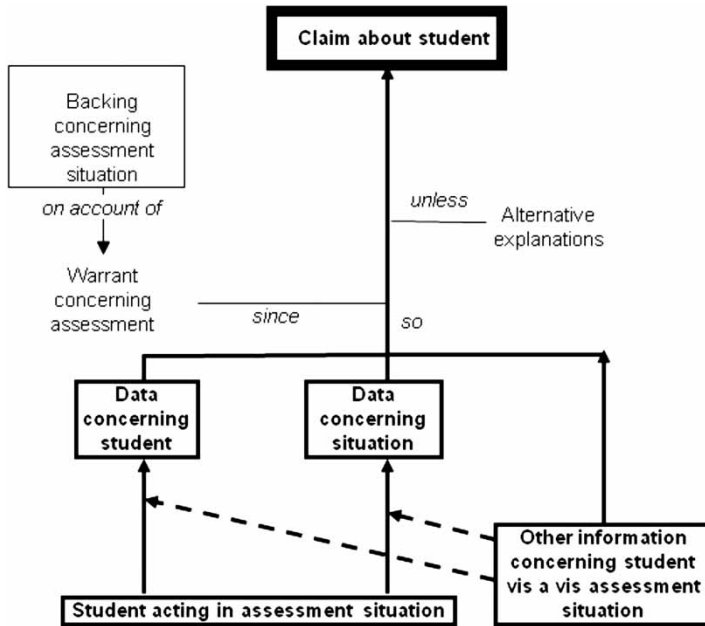 Claim about student
Backing
concerning
assessment
situation
on account of
unless
Alternative
explanations
Warrant
concerning
assessment
since
so
Data
concerning
student
Data
concerning
situation
Other information
concerning student
vis a vis assessment
situation
Student acting in assessment situation